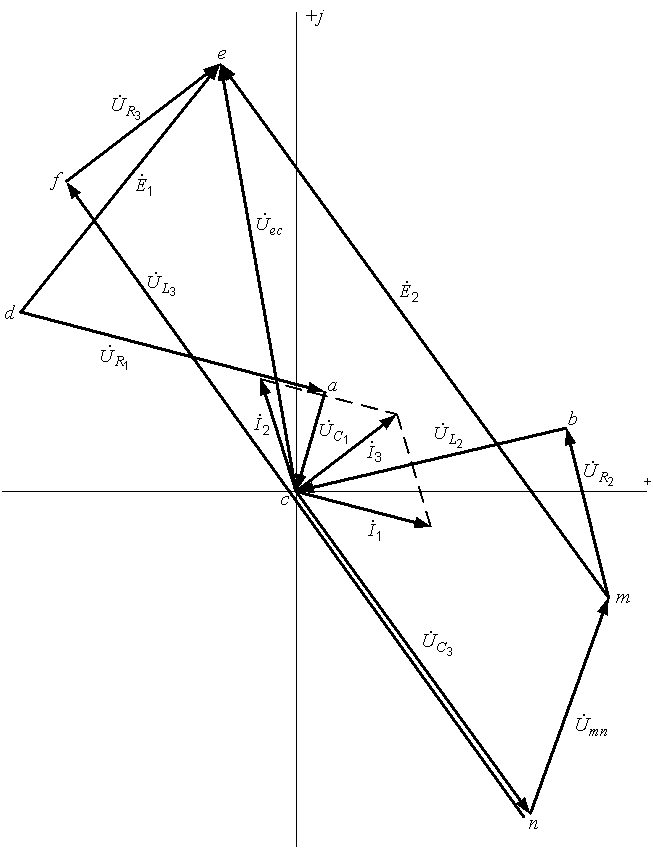 +j
e
U̇R3
f
Ė1
U̇ec
U̇L3
Ė2
d
U̇R1
a
İ2
U̇C1
İ3
U̇L2
b
U̇R2
c
+
İ1
m
U̇C3
U̇mn
n